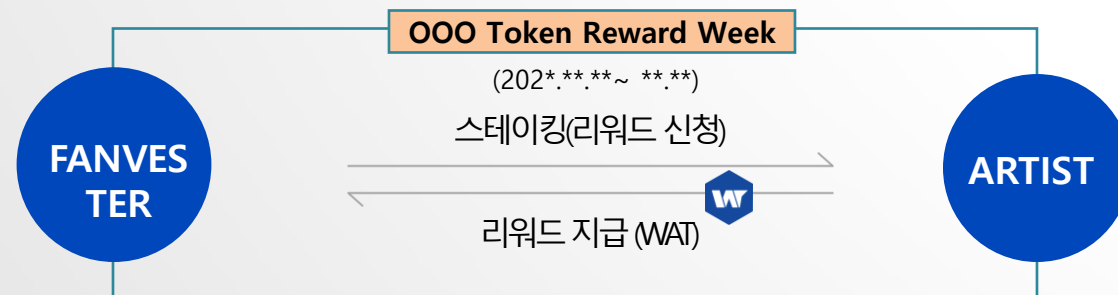 OOO Token Reward Week
(202*.**.**~ **.**)
스테이킹(리워드 신청)
FANVES
TER
ARTIST
리워드 지급 (WAT)